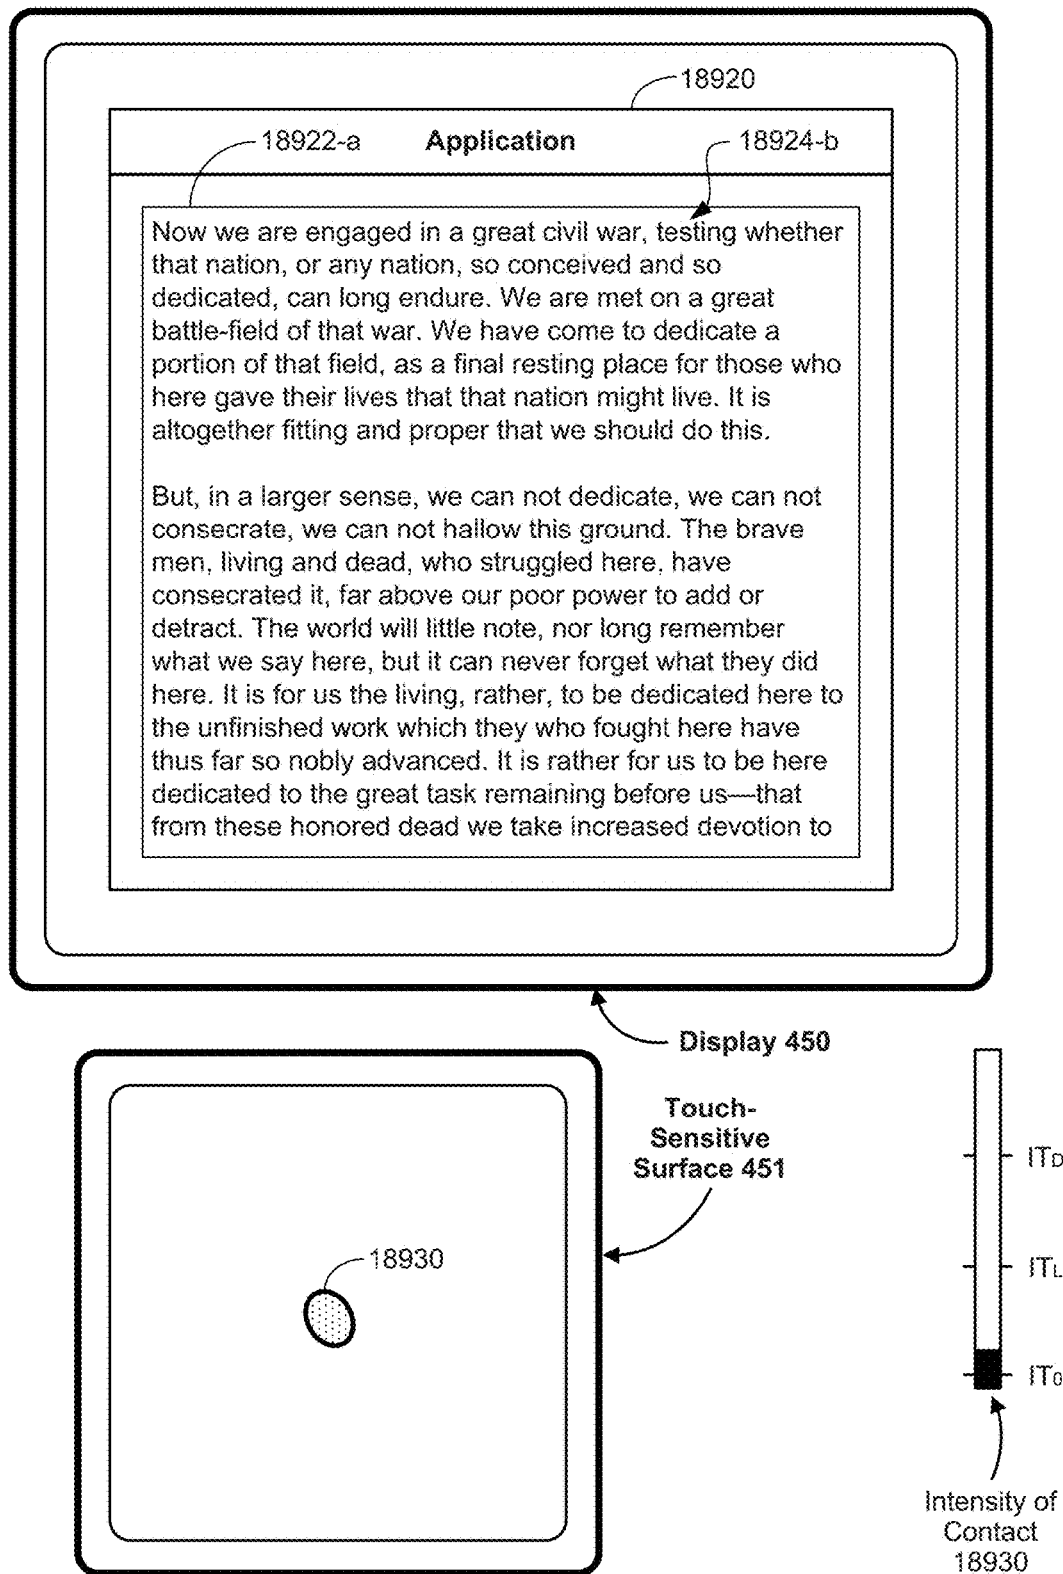 18920
18922-a
Application
18924-b
Now we are engaged in a great civil war, testing whether
that nation, or any nation, so conceived and so
dedicated, can long endure. We are met on a great
battle-field of that war. We have come to dedicate a
portion of that field, as a final resting place for those who
here gave their lives that that nation might live. It is
altogether fitting and proper that we should do this.
But, in a larger sense, we can not dedicate, we can not
consecrate, we can not hallow this ground. The brave
men, living and dead, who struggled here, have
consecrated it, far above our poor power to add or
detract. The world will little note, nor long remember
what we say here, but it can never forget what they did
here. It is for us the living, rather, to be dedicated here to
the unfinished work which they who fought here have
thus far so nobly advanced. It is rather for us to be here
dedicated to the great task remaining before us—that
from these honored dead we take increased devotion to
Display 450
Touch-
Sensitive
Surface 451
18930
ITD
ITL
IT0
Intensity of
Contact
18930